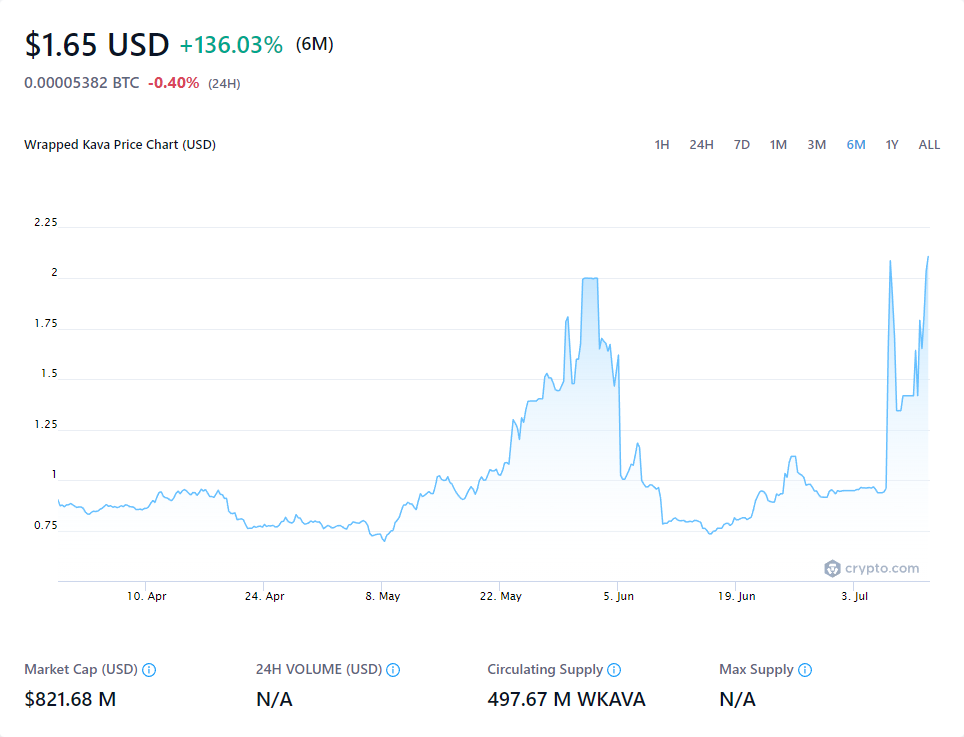 $1.65 USD +136.03% (6M)
0.00005382 BTC -0.40% (24H)
Wrapped Kava Price Chart (USD) 1H 24H 7D 1M 3M 6M 1Y ALL
2.25
2
1.75
1.5
1.25
1
0.75
crypto.com
10. Apr 24. Apr 8. May 22. May 5. Jun 19. Jun 3. Jul
Market Cap (USD) 24H VOLUME (USD) Circulating Supply Max Supply
$821.68 M N/A 497.67 M WKAVA N/A